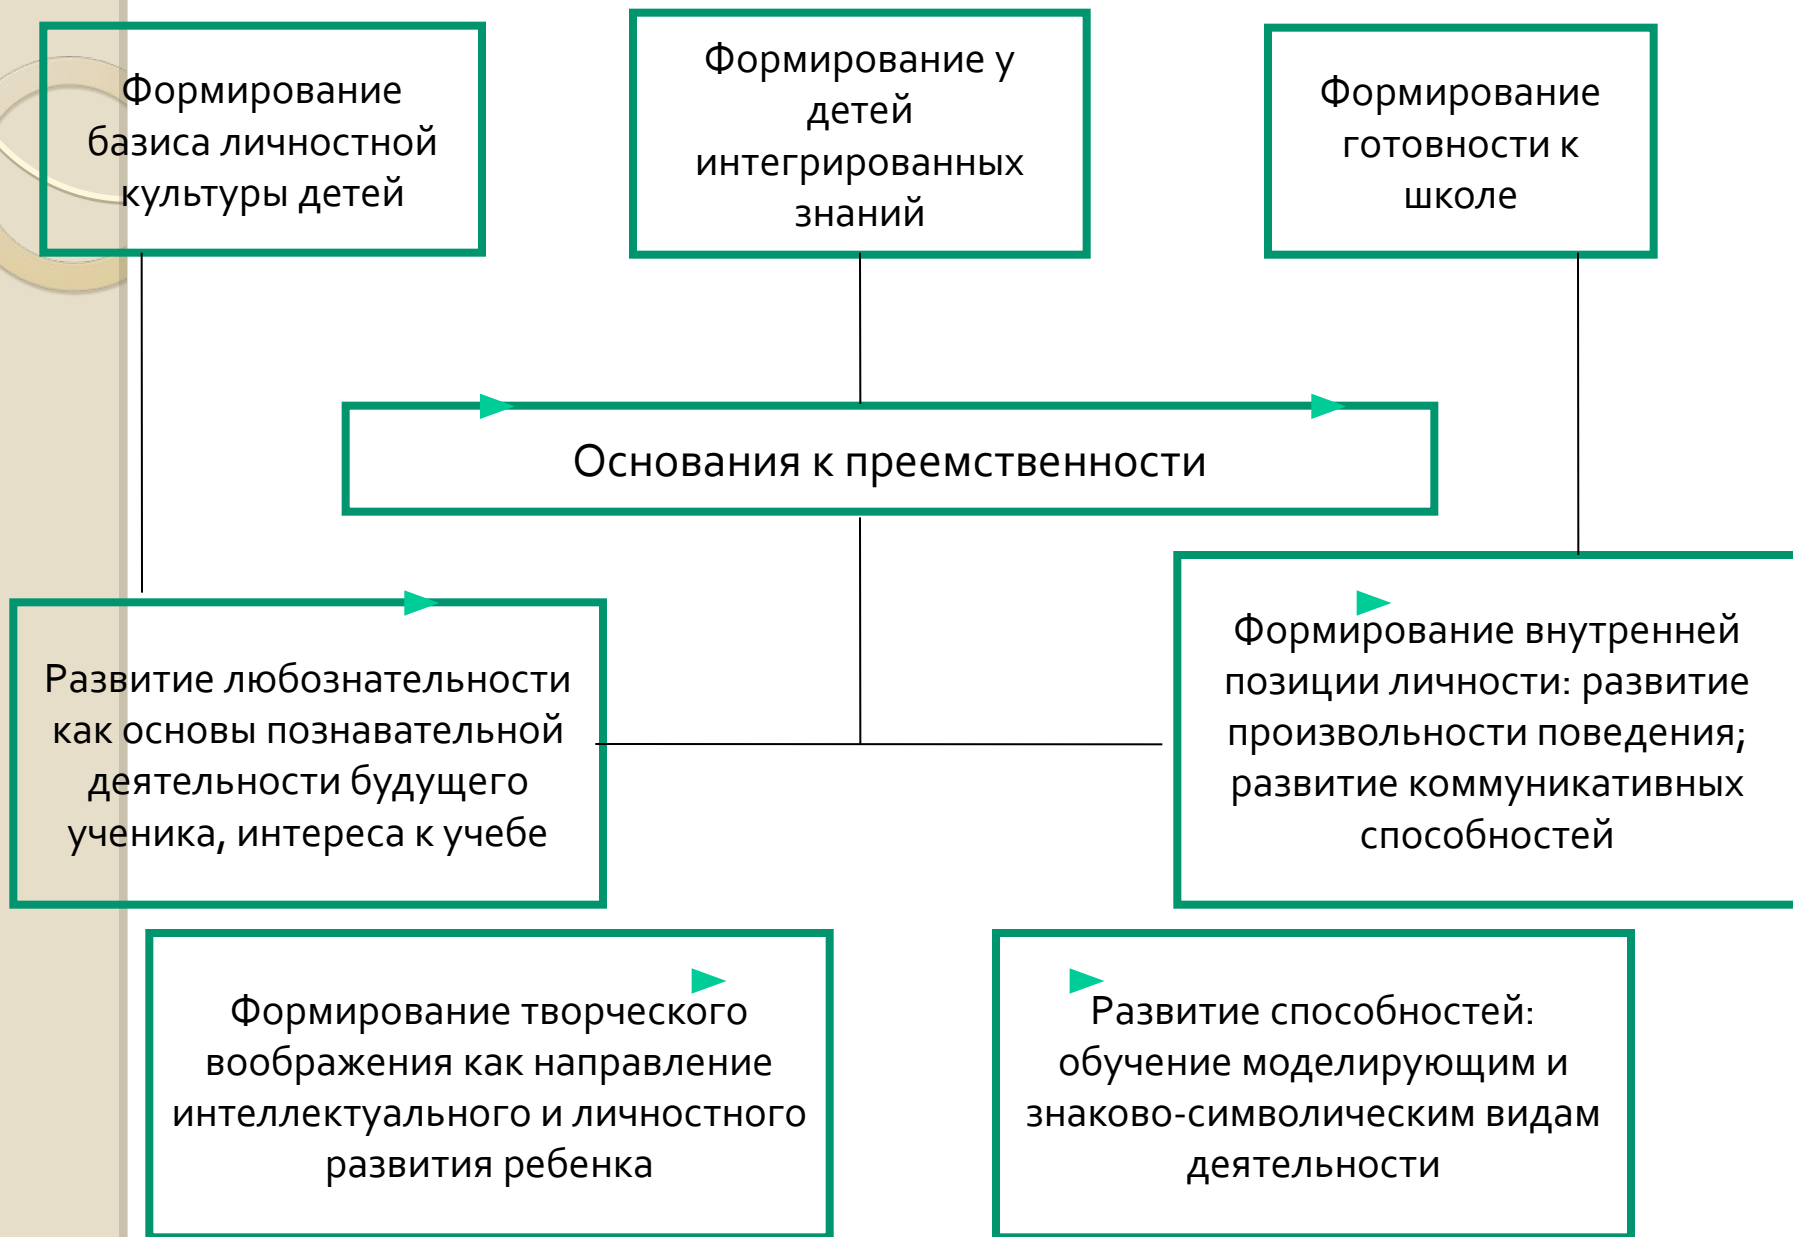 Формирование
базиса личностной
культуры детей
Формирование у
детей
интегрированных
знаний
Формирование
готовности к
школе
Основания к преемственности
Развитие любознательности
как основы познавательной
деятельности будущего
ученика, интереса к учебе
Формирование внутренней
позиции личности: развитие
произвольности поведения;
развитие коммуникативных
способностей
Формирование творческого
воображения как направление
интеллектуального и личностного
развития ребенка
Развитие способностей:
обучение моделирующим и
знаково-символическим видам
деятельности